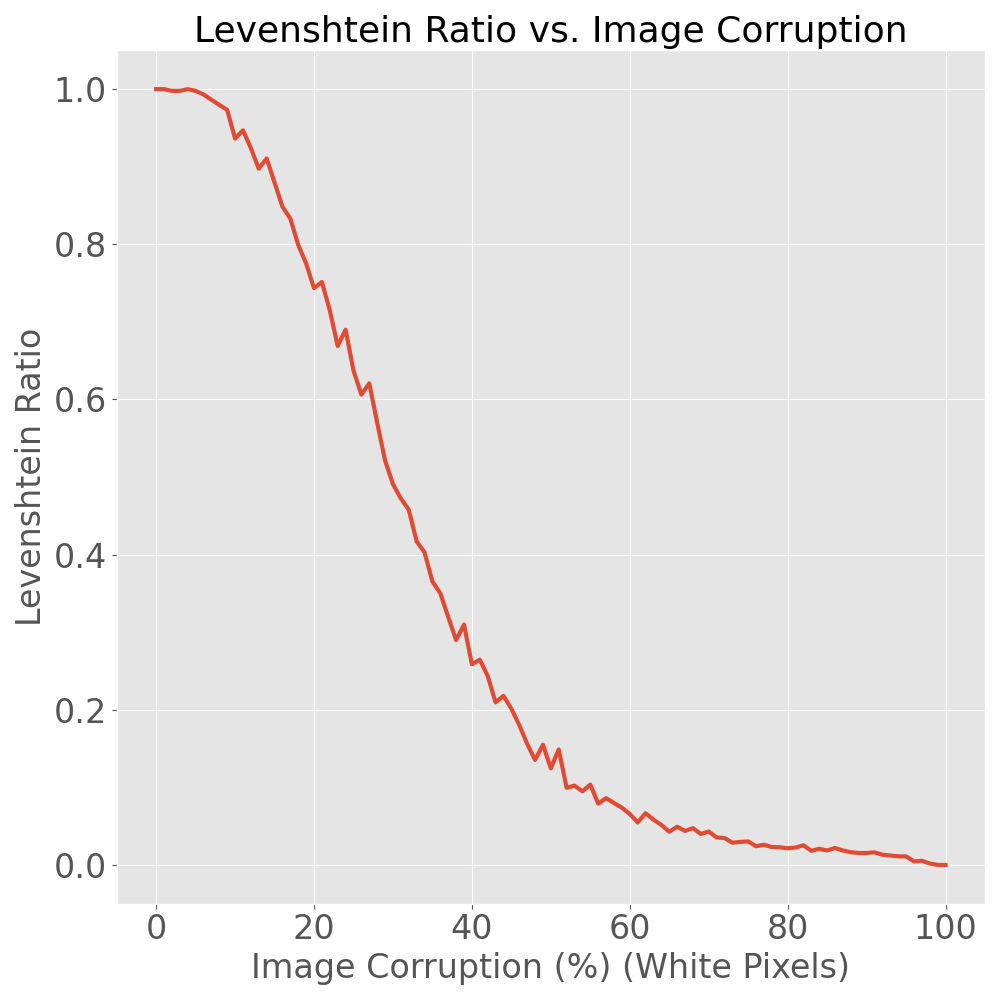 Levenshtein Ratio vs. Image Corruption
1.0
0.8
0.6
0.4
0.2
0.0
Levenshtein Ratio
0 20 40 60 80 100
Image Corruption (%) (White Pixels)